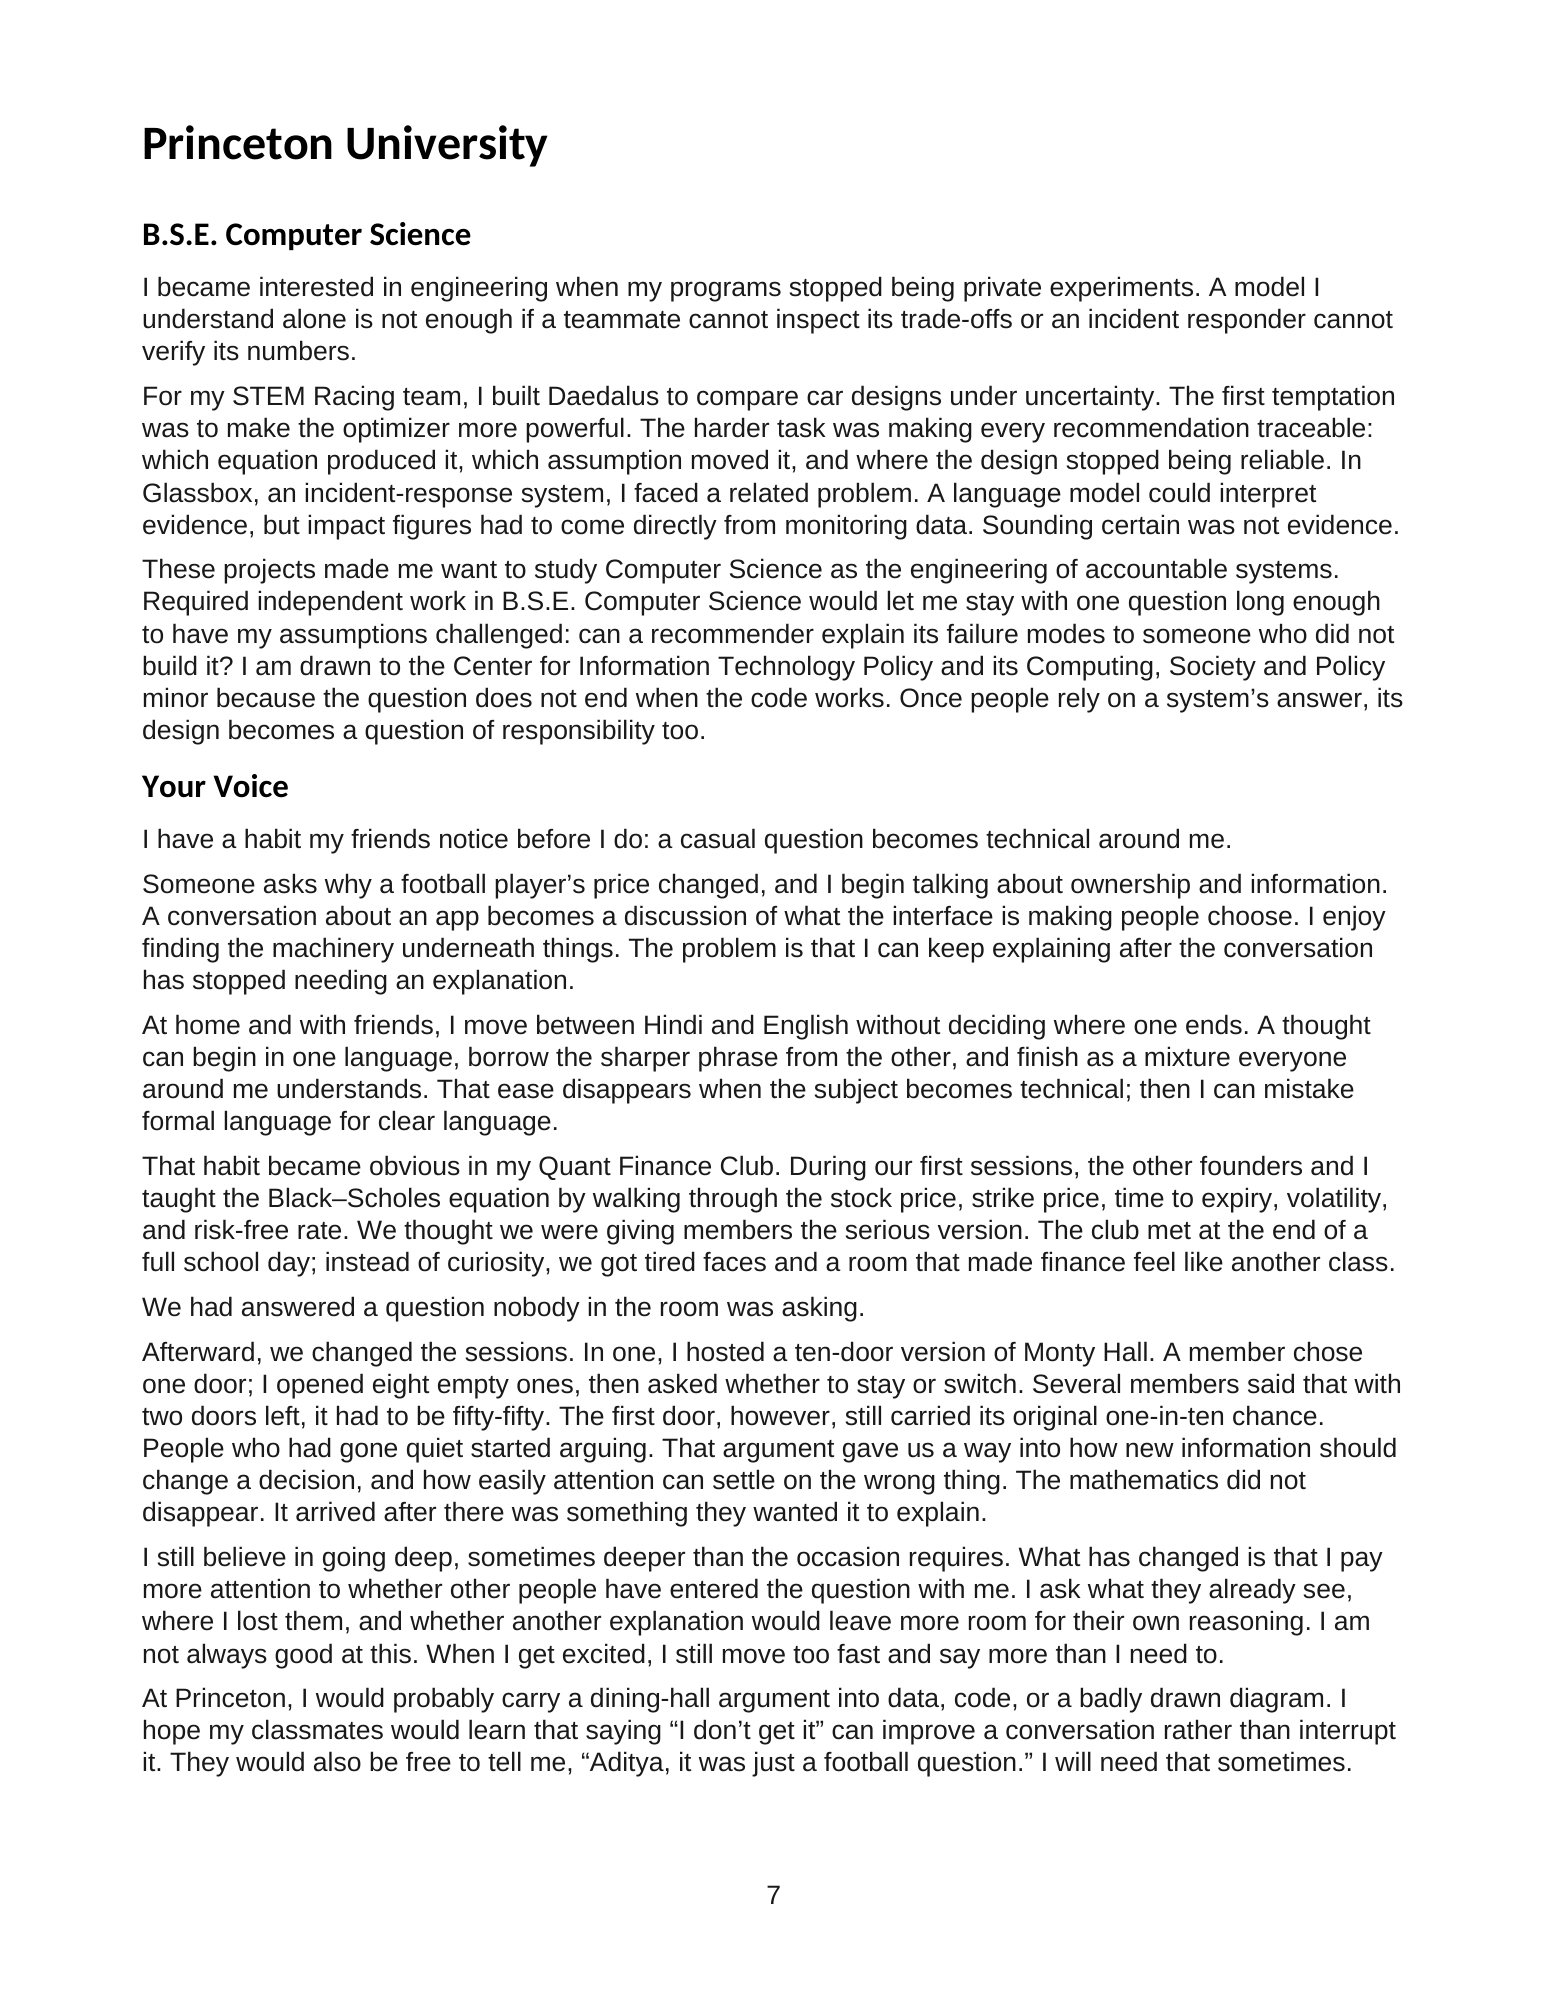 Princeton University
B.S.E. Computer Science
I became interested in engineering when my programs stopped being private experiments. A model I
understand alone is not enough if a teammate cannot inspect its trade-offs or an incident responder cannot
verify its numbers.
For my STEM Racing team, I built Daedalus to compare car designs under uncertainty. The first temptation
was to make the optimizer more powerful. The harder task was making every recommendation traceable:
which equation produced it, which assumption moved it, and where the design stopped being reliable. In
Glassbox, an incident-response system, I faced a related problem. A language model could interpret
evidence, but impact figures had to come directly from monitoring data. Sounding certain was not evidence.
These projects made me want to study Computer Science as the engineering of accountable systems.
Required independent work in B.S.E. Computer Science would let me stay with one question long enough
to have my assumptions challenged: can a recommender explain its failure modes to someone who did not
build it? I am drawn to the Center for Information Technology Policy and its Computing, Society and Policy
minor because the question does not end when the code works. Once people rely on a system’s answer, its
design becomes a question of responsibility too.
Your Voice
I have a habit my friends notice before I do: a casual question becomes technical around me.
Someone asks why a football player’s price changed, and I begin talking about ownership and information.
A conversation about an app becomes a discussion of what the interface is making people choose. I enjoy
finding the machinery underneath things. The problem is that I can keep explaining after the conversation
has stopped needing an explanation.
At home and with friends, I move between Hindi and English without deciding where one ends. A thought
can begin in one language, borrow the sharper phrase from the other, and finish as a mixture everyone
around me understands. That ease disappears when the subject becomes technical; then I can mistake
formal language for clear language.
That habit became obvious in my Quant Finance Club. During our first sessions, the other founders and I
taught the Black–Scholes equation by walking through the stock price, strike price, time to expiry, volatility,
and risk-free rate. We thought we were giving members the serious version. The club met at the end of a
full school day; instead of curiosity, we got tired faces and a room that made finance feel like another class.
We had answered a question nobody in the room was asking.
Afterward, we changed the sessions. In one, I hosted a ten-door version of Monty Hall. A member chose
one door; I opened eight empty ones, then asked whether to stay or switch. Several members said that with
two doors left, it had to be fifty-fifty. The first door, however, still carried its original one-in-ten chance.
People who had gone quiet started arguing. That argument gave us a way into how new information should
change a decision, and how easily attention can settle on the wrong thing. The mathematics did not
disappear. It arrived after there was something they wanted it to explain.
I still believe in going deep, sometimes deeper than the occasion requires. What has changed is that I pay
more attention to whether other people have entered the question with me. I ask what they already see,
where I lost them, and whether another explanation would leave more room for their own reasoning. I am
not always good at this. When I get excited, I still move too fast and say more than I need to.
At Princeton, I would probably carry a dining-hall argument into data, code, or a badly drawn diagram. I
hope my classmates would learn that saying “I don’t get it” can improve a conversation rather than interrupt
it. They would also be free to tell me, “Aditya, it was just a football question.” I will need that sometimes.
7